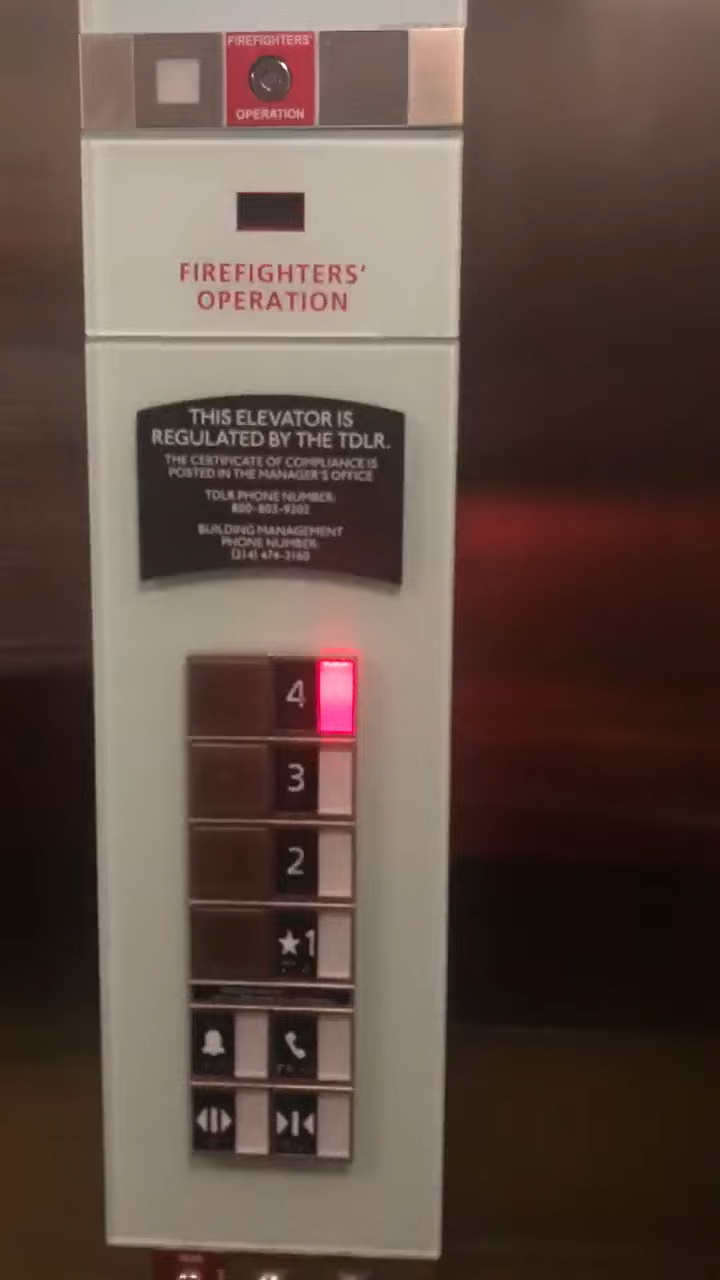 FIREFIGHTERS'
OPERATION
FIREFIGHTERS'
OPERATION
THIS ELEVATOR IS
REGULATED BY THE TDLR.
THE CERTIFICATE OF COMPLIANCE IS
POSTED IN THE MANAGER'S OFFICE
TDLR PHONE NUMBER:
800-803-9202
BUILDING MANAGEMENT
PHONE NUMBER:
(214) 474-3160
4
3
2
★1